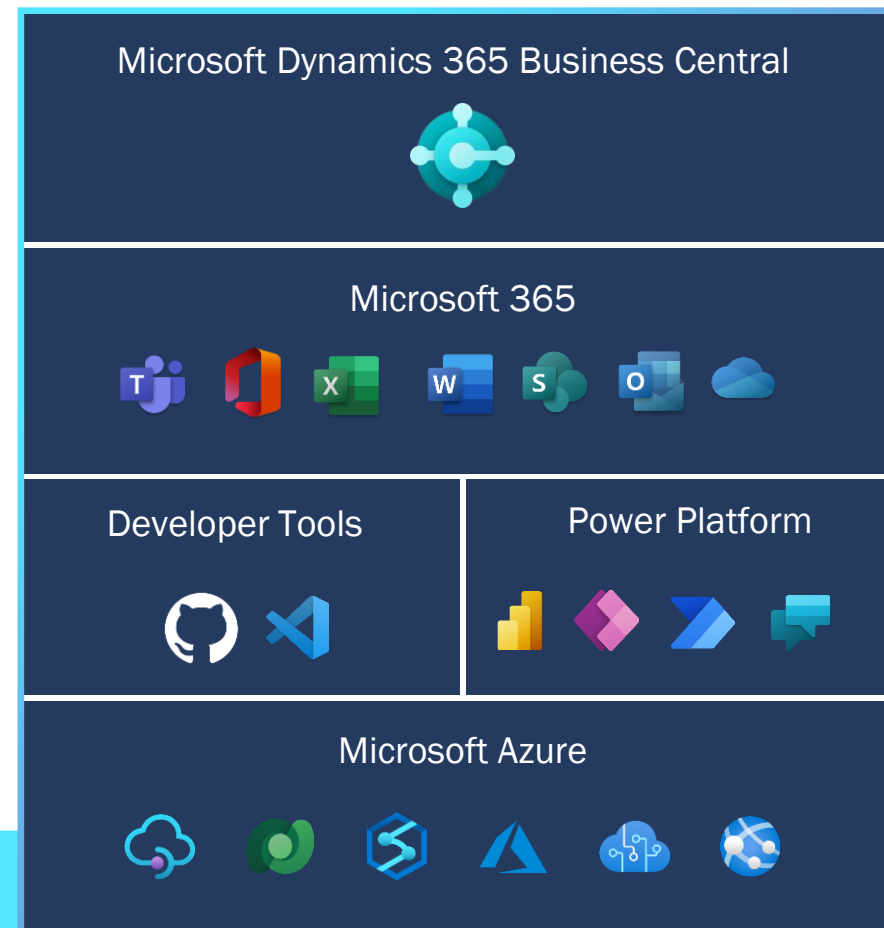 Microsoft Dynamics 365 Business Central
Microsoft 365
T X W S O
Developer Tools
Power Platform
Microsoft Azure